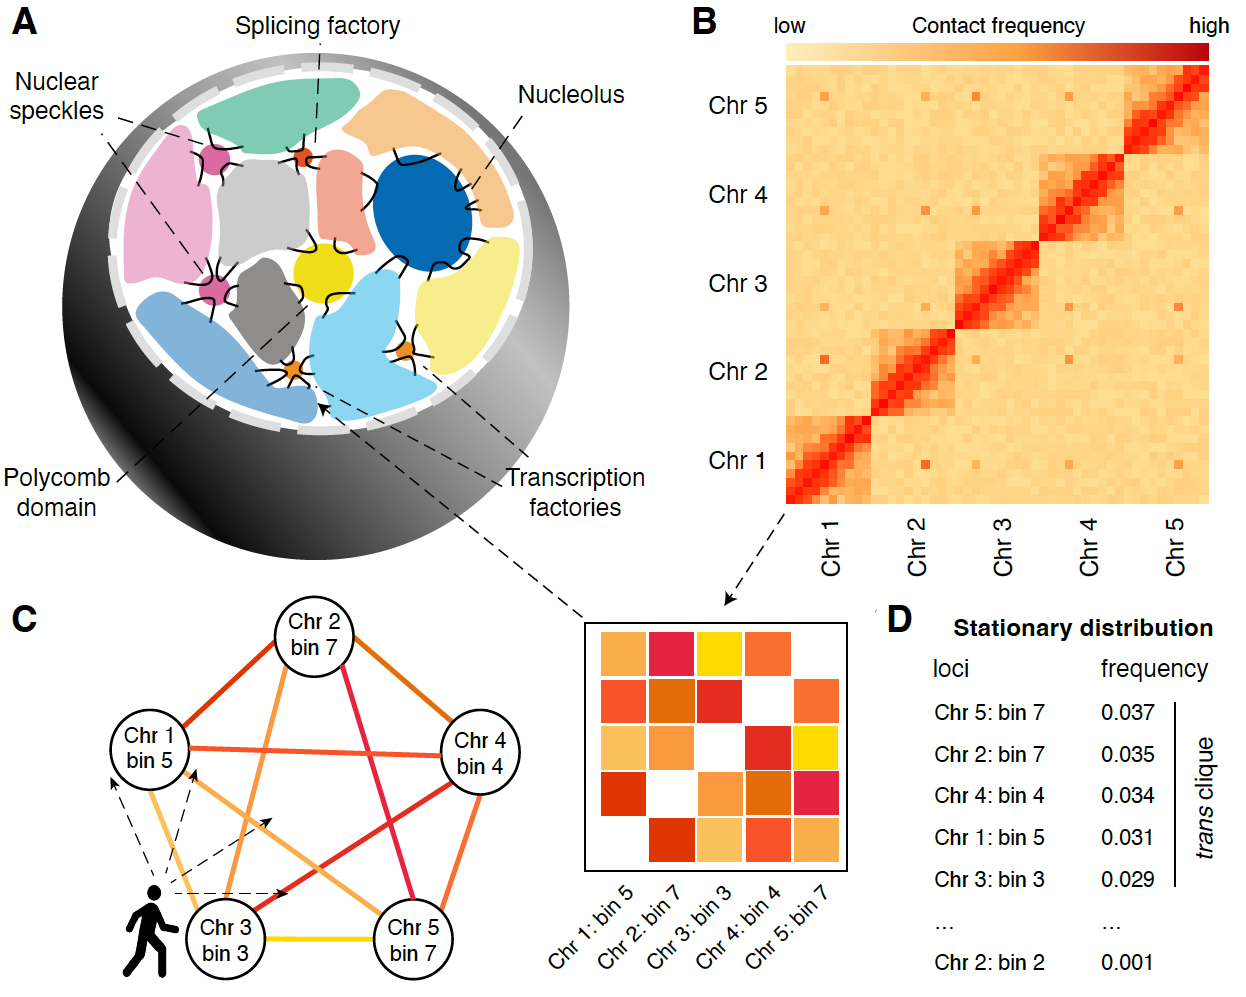 A
Splicing factory
Nuclear
speckles
Nucleolus
Polycomb
domain
Transcription
factories
B
low
Contact frequency
high
Chr 5
Chr 4
Chr 3
Chr 2
Chr 1
Chr 1
Chr 2
Chr 3
Chr 4
Chr 5
C
Chr 2
bin 7
Chr 1
bin 5
Chr 4
bin 4
Chr 3
bin 3
Chr 5
bin 7
Chr 1: bin 5
Chr 2: bin 7
Chr 3: bin 3
Chr 4: bin 4
Chr 5: bin 7
D
Stationary distribution
loci frequency
Chr 5: bin 7 0.037
Chr 2: bin 7 0.035
Chr 4: bin 4 0.034
Chr 1: bin 5 0.031
Chr 3: bin 3 0.029
... ...
Chr 2: bin 2 0.001
trans clique